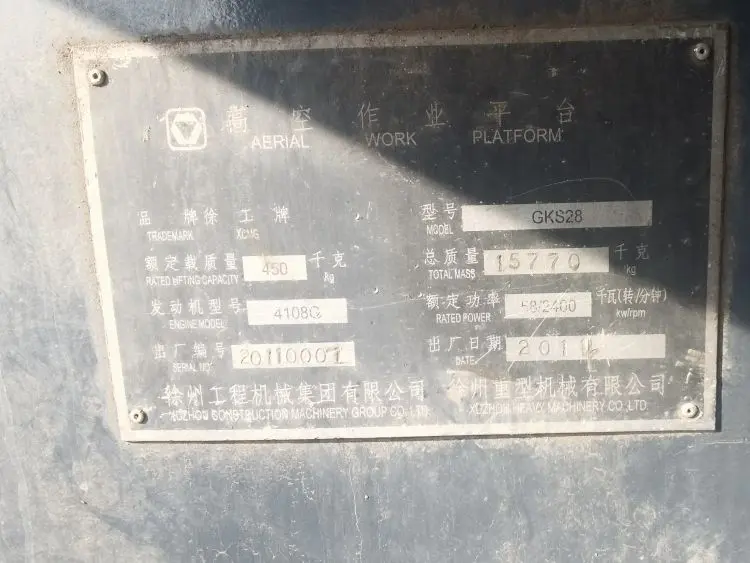 高空作业平台
AERIAL WORK PLATFORM
品牌 徐工牌
TRADEMARK XCMG
型号 GKS28
MODEL
额定载质量 450 千克
RATED LIFTING CAPACITY kg
总质量 15770 千克
TOTAL MASS kg
发动机型号 4108G
ENGINE MODEL
额定功率 58/2400 千瓦(转/分钟)
RATED POWER kw/rpm
出厂编号 20110001
SERIAL NO
出厂日期
DATE
徐州工程机械集团有限公司 徐州重型机械有限公司
XUZHOU CONSTRUCTION MACHINERY GROUP CO.,LTD. XUZHOU HEAVY MACHINERY CO.,LTD.